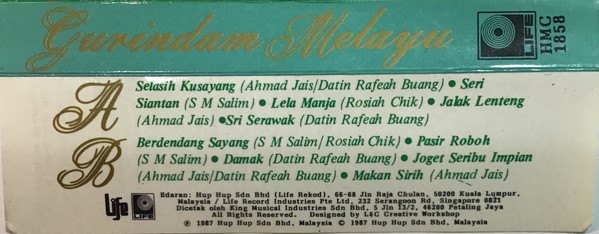 Gurindam Melayu
LIFE
HMC
1858
A
Selasih Kusayang (Ahmad Jais/Datin Rafeah Buang) ● Seri
Siantan (S M Salim) ● Lela Manja (Rosiah Chik) ● Jalak Lenteng
(Ahmad Jais) ●Sri Serawak (Datin Rafeah Buang)
B
Berdendang Sayang (S M Salim/Rosiah Chik) ● Pasir Roboh
(S M Salim) ● Damak (Datin Rafeah Buang) ● Joget Seribu Impian
(Ahmad Jais/Datin Rafeah Buang) ● Makan Sirih (Ahmad Jais)
Life
LIFE
Edaran: Hup Hup Sdn Bhd (Life Rekod), 66-68 Jln Raja Chulan, 50200 Kuala Lumpur,
Malaysia / Life Record Industries Pte Ltd, 232 Serangoon Rd, Singapore 0821
Dicetak oleh King Musical Industries Sdn Bhd, 5 Jln 13/2, 46200 Petaling Jaya
All Rights Reserved. Designed by L&C Creative Workshop
℗ 1987 Hup Hup Sdn. Bhd., Malaysia © 1987 Hup Hup Sdn. Bhd., Malaysia